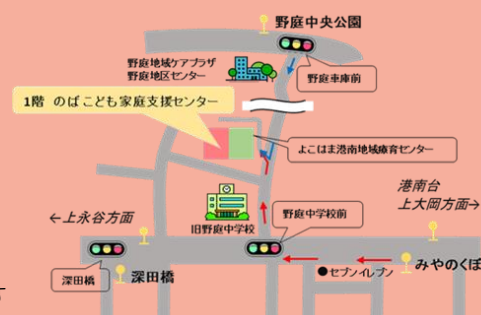 野庭中央公園
野庭地域ケアプラザ
野庭地区センター
野庭車庫前
1階 のばこども家庭支援センター
よこはま港南地域療育センター
港南台
上大岡方面→
←上永谷方面
旧野庭中学校
野庭中学校前
深田橋
深田橋
●セブンイレブン
みやのくぼ